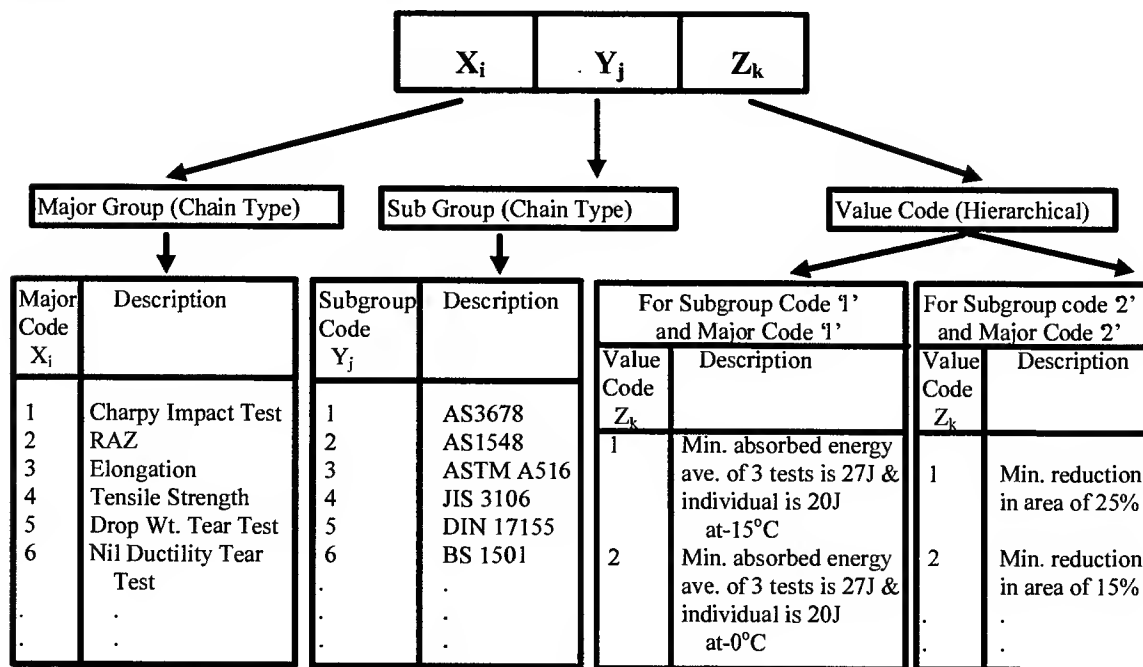 Xi Yj Zk
Major Group (Chain Type)
Sub Group (Chain Type)
Value Code (Hierarchical)
Major Code Xi
Description
1 Charpy Impact Test
2 RAZ
3 Elongation
4 Tensile Strength
5 Drop Wt. Tear Test
6 Nil Ductility Tear
Test
. .
. .
Subgroup Code Yj
Description
1 AS3678
2 AS1548
3 ASTM A516
4 JIS 3106
5 DIN 17155
6 BS 1501
. .
. .
For Subgroup Code '1'
and Major Code '1'
Value Code Zk
Description
1 Min. absorbed energy
ave. of 3 tests is 27J &
individual is 20J
at-15°C
2 Min. absorbed energy
ave. of 3 tests is 27J &
individual is 20J
at-0°C
For Subgroup code '2'
and Major Code '2'
Value Code Zk
Description
1 Min. reduction
in area of 25%
2 Min. reduction
in area of 15%
. .
. .